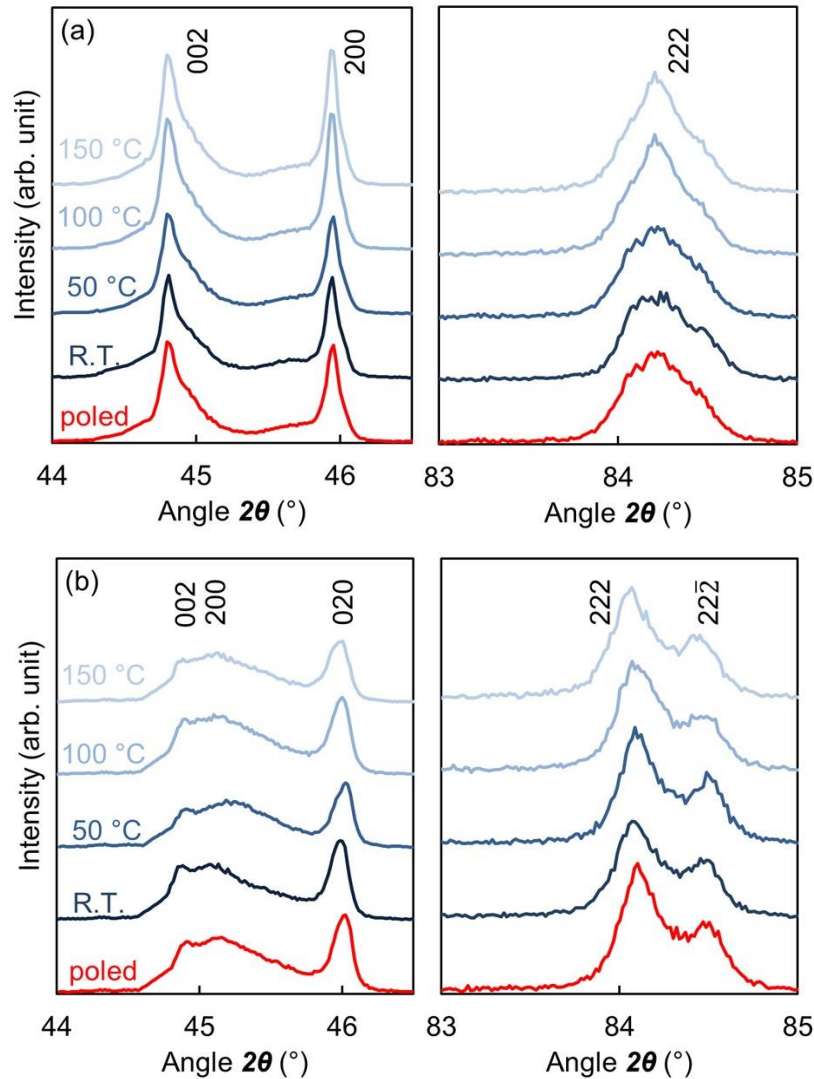 (a)
002
200
222
150 °C
100 °C
50 °C
R.T.
poled
Intensity (arb. unit)
44
45
46
83
84
85
Angle 2θ (°)
Angle 2θ (°)
(b)
002
200
020
222
222̅
150 °C
100 °C
50 °C
R.T.
poled
Intensity (arb. unit)
44
45
46
83
84
85
Angle 2θ (°)
Angle 2θ (°)